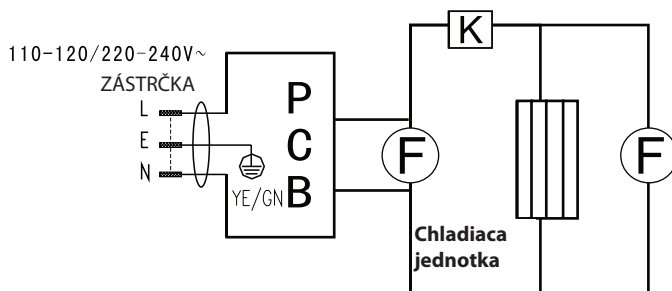 110-120/220-240V~
ZÁSTRČKA
L
E
N
YE/GN
P
C
B
F
K
F
Chladiaca
jednotka